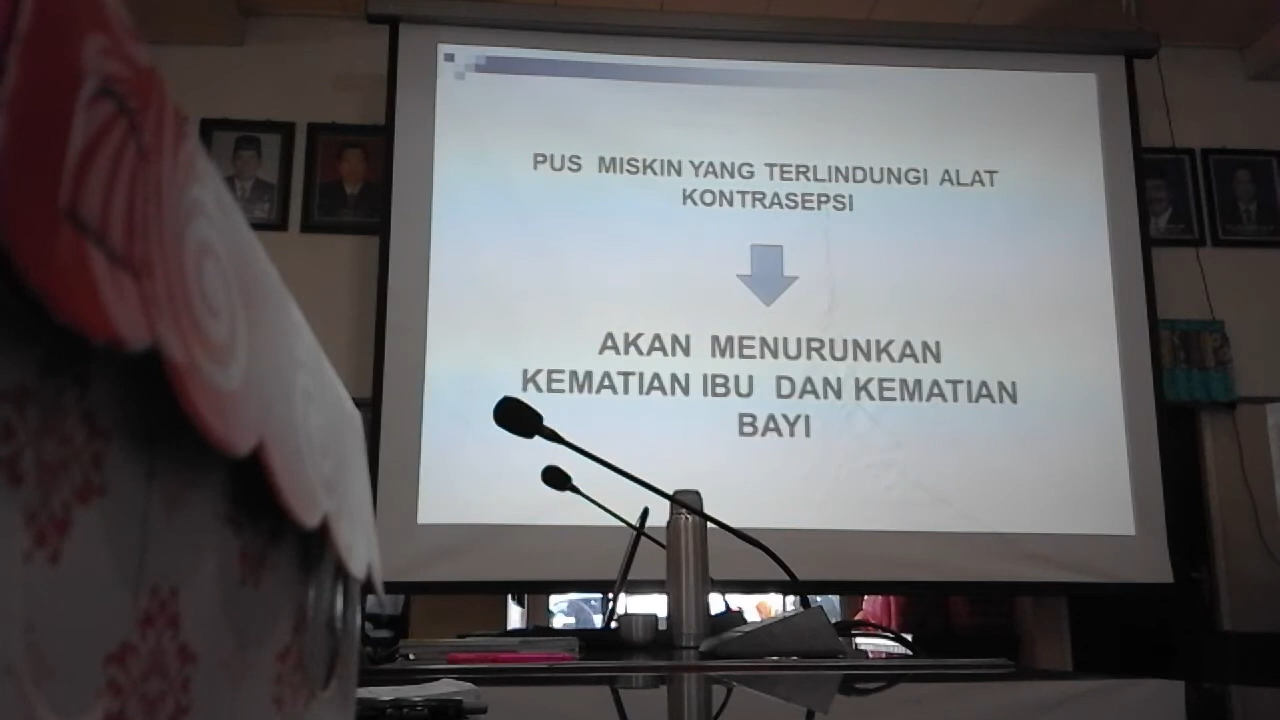 PUS MISKIN YANG TERLINDUNGI ALAT
KONTRASEPSI
AKAN MENURUNKAN
KEMATIAN IBU DAN KEMATIAN
BAYI